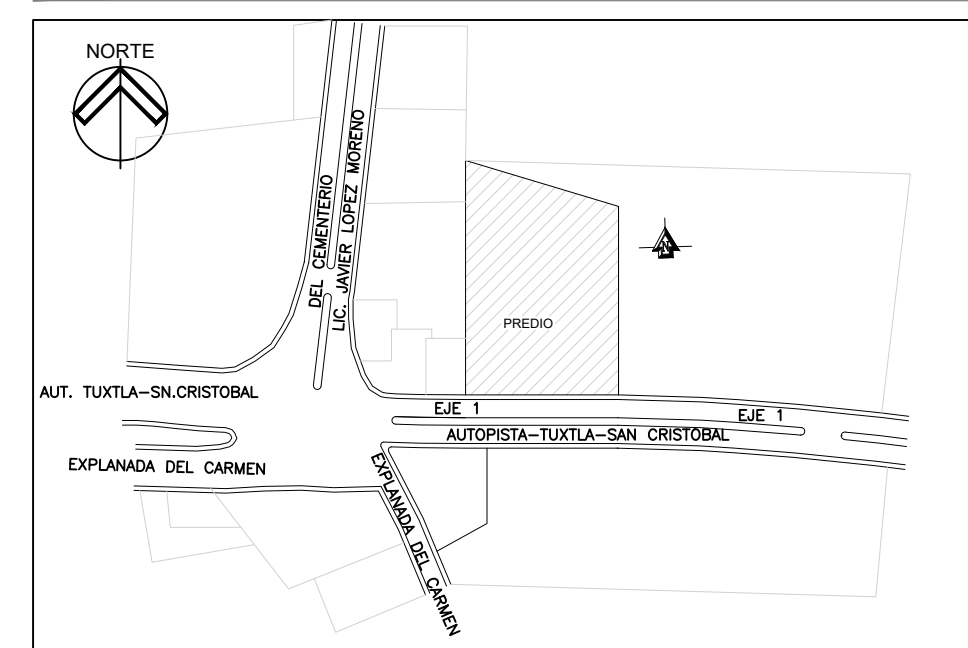 NORTE
DEL CEMENTERIO
LIC. JAVIER LOPEZ MORENO
N
PREDIO
AUT. TUXTLA-SN.CRISTOBAL
EJE 1
EJE 1
AUTOPISTA-TUXTLA-SAN CRISTOBAL
EXPLANADA DEL CARMEN
EXPLANADA DEL CARMEN